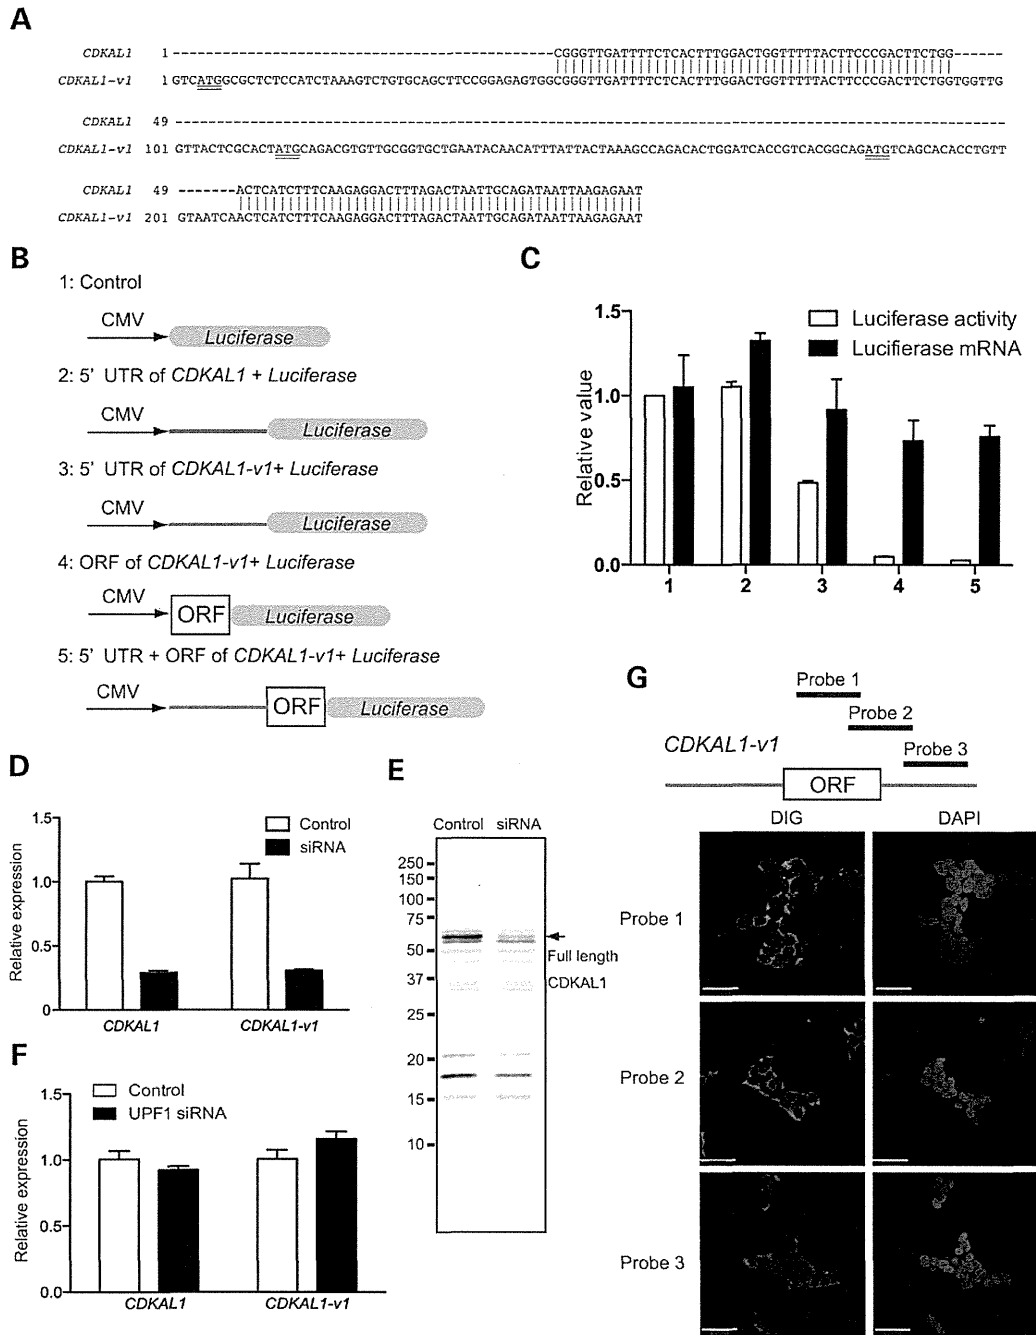 A
CDKAL1 1 ----------------------------------------------CGGGTTGATTTTCTCACTTTGGACTGGTTTTTACTTCCCGACTTCTGG------
CDKAL1-v1 1 GTCATGGCGCTCTCCATCTAAAGTCTGTGCAGCTTCCGGAGAGTGGCGGGTTGATTTTCTCACTTTGGACTGGTTTTTACTTCCCGACTTCTGGTGGTTG
CDKAL1 49 ----------------------------------------------------------------------------------------------------
CDKAL1-v1 101 GTTACTCGCACTATGCAGACGTGTTGCGGTGCTGAATACAACATTTATTACTAAAGCCAGACACTGGATCACCGTCACGGCAGATGTCAGCACACCTGTT
CDKAL1 49 --------ACTCATCTTTCAAGAGGACTTTAGACTAATTGCAGATAATTAAGAGAAT
CDKAL1-v1 201 GTAATCAACTCATCTTTCAAGAGGACTTTAGACTAATTGCAGATAATTAAGAGAAT
B
1: Control
CMV
Luciferase
2: 5' UTR of CDKAL1 + Luciferase
CMV
Luciferase
3: 5' UTR of CDKAL1-v1+ Luciferase
CMV
Luciferase
4: ORF of CDKAL1-v1+ Luciferase
CMV
ORF Luciferase
5: 5' UTR + ORF of CDKAL1-v1+ Luciferase
CMV
ORF Luciferase
C
Relative value
1.5
1.0
0.5
0.0
Luciferase activity
Lucifierase mRNA
1 2 3 4 5
D
Relative expression
1.5
1.0
0.5
0
Control
siRNA
CDKAL1 CDKAL1-v1
E
Control siRNA
250
150
100
75
50
37
25
20
15
10
Full length
CDKAL1
F
Relative expression
1.5
1.0
0.5
0.0
Control
UPF1 siRNA
CDKAL1 CDKAL1-v1
G
Probe 1
Probe 2
Probe 3
CDKAL1-v1
ORF
DIG DAPI
Probe 1
Probe 2
Probe 3